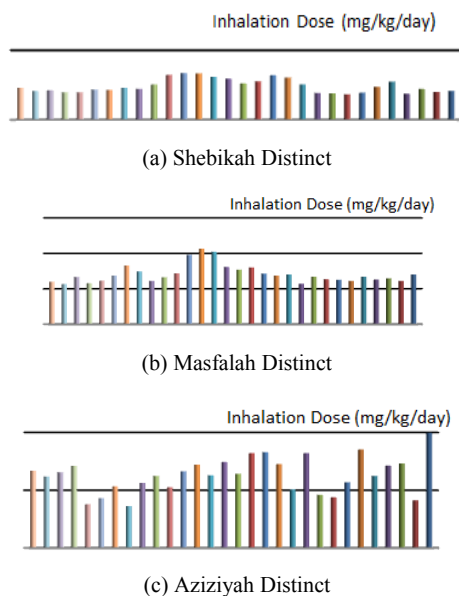 Inhalation Dose (mg/kg/day)
(a) Shebikah Distinct
Inhalation Dose (mg/kg/day)
(b) Masfalah Distinct
Inhalation Dose (mg/kg/day)
(c) Aziziyah Distinct